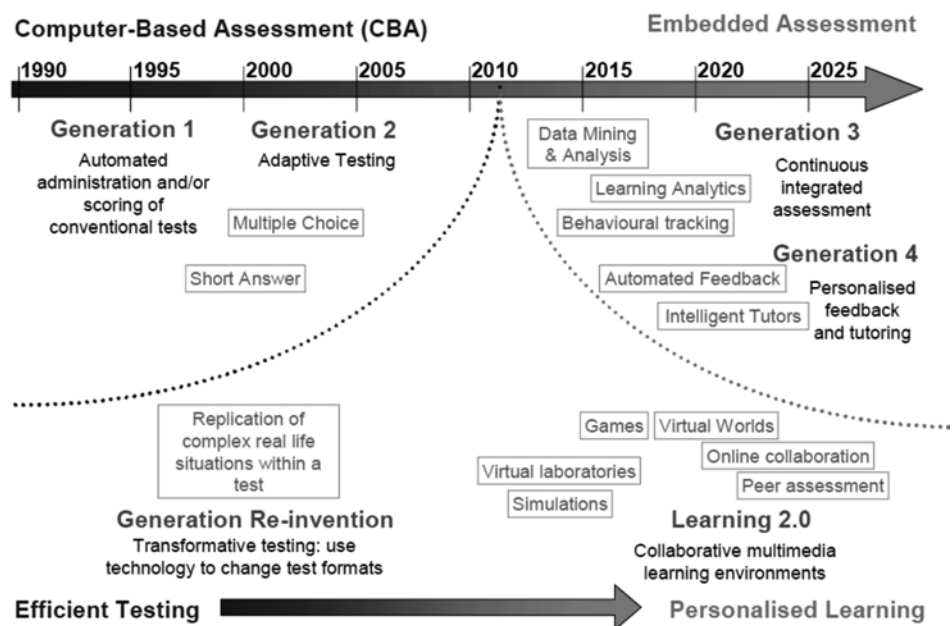 Computer-Based Assessment (CBA)
Embedded Assessment
1990 1995 2000 2005 2010 2015 2020 2025
Generation 1
Automated
administration and/or
scoring of
conventional tests
Generation 2
Adaptive Testing
Multiple Choice
Short Answer
Data Mining
& Analysis
Learning Analytics
Behavioural tracking
Generation 3
Continuous
integrated
assessment
Generation 4
Automated Feedback
Intelligent Tutors
Personalised
feedback
and tutoring
Replication of
complex real life
situations within a
test
Generation Re-invention
Transformative testing: use
technology to change test formats
Games
Virtual Worlds
Online collaboration
Virtual laboratories
Peer assessment
Simulations
Learning 2.0
Collaborative multimedia
learning environments
Efficient Testing
Personalised Learning